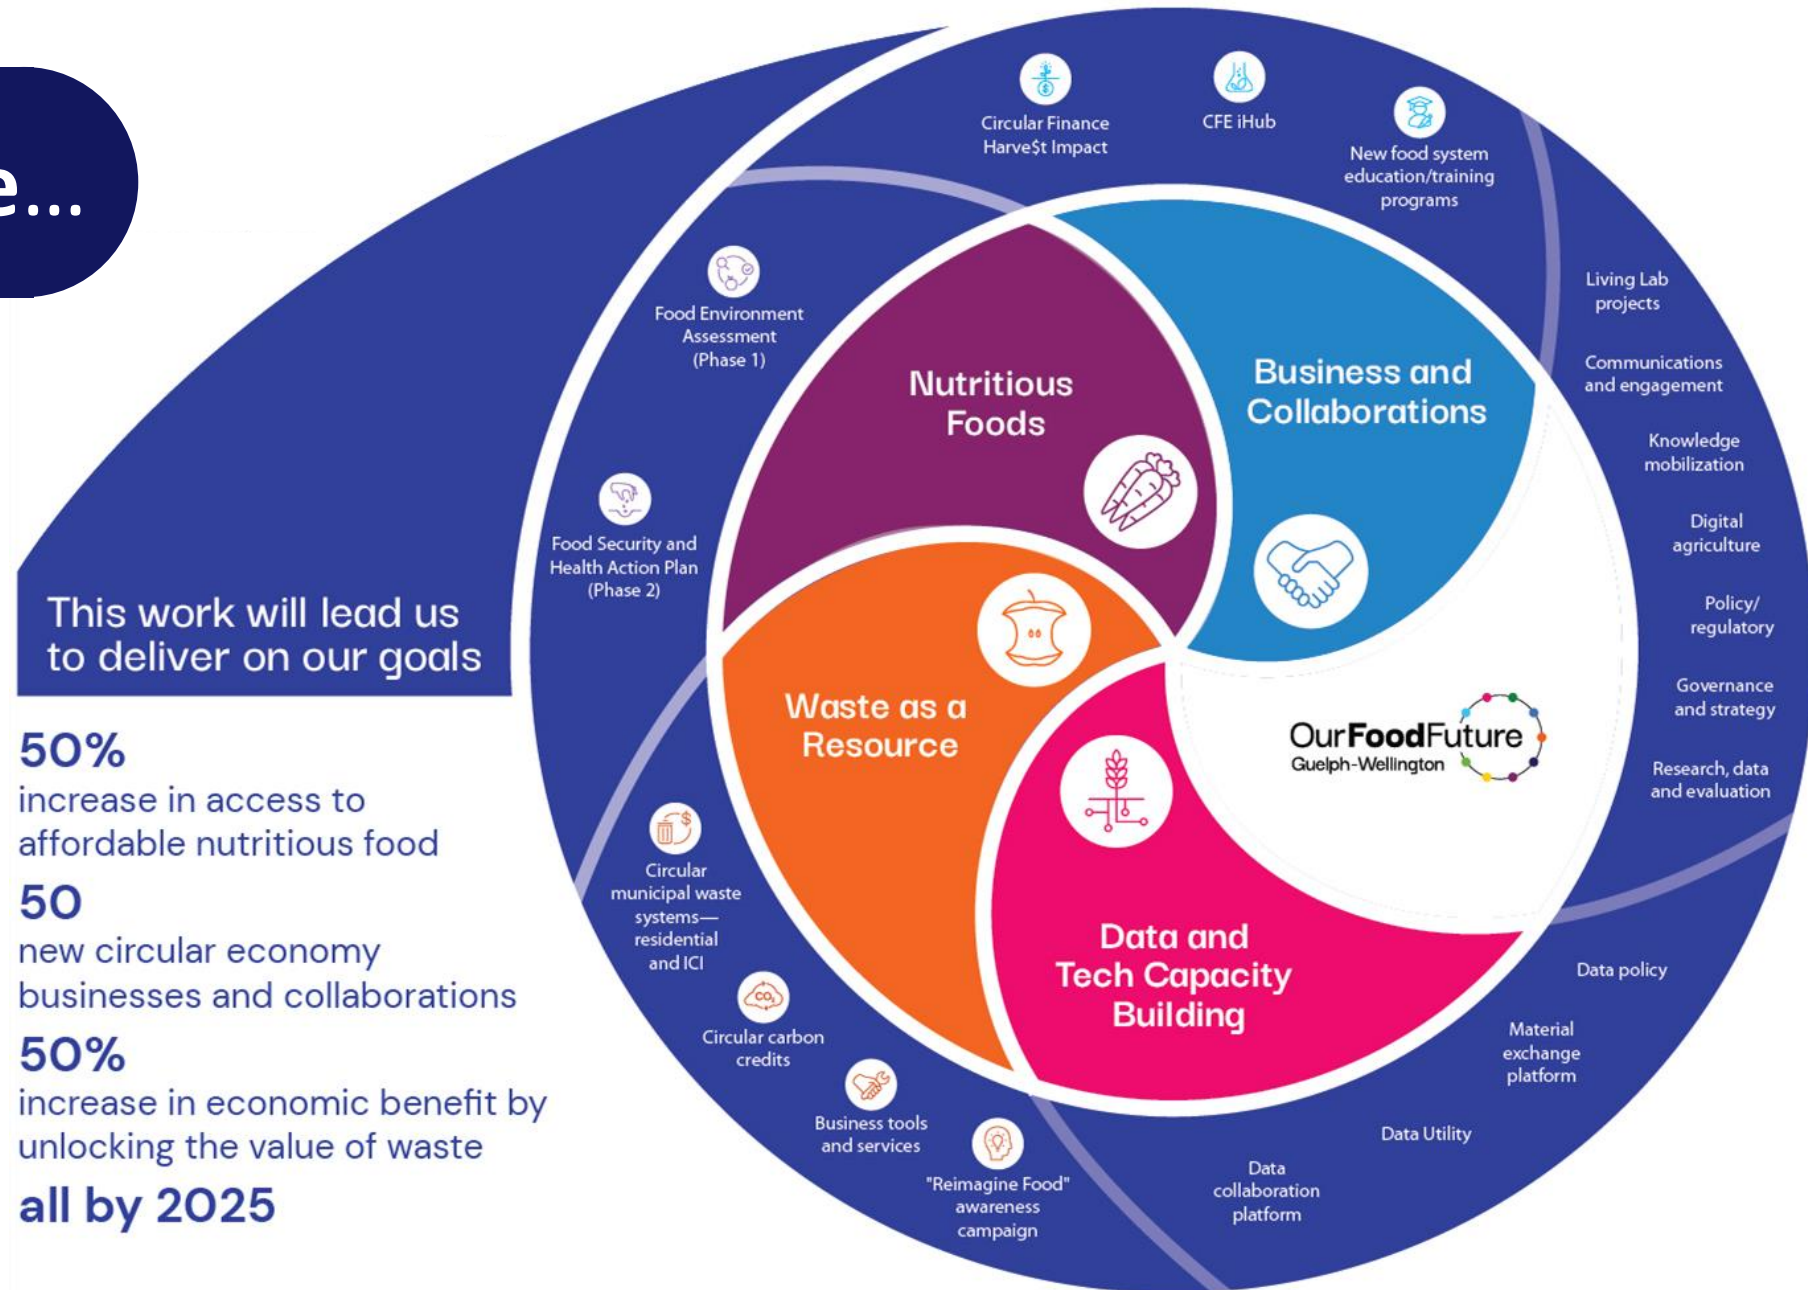 e...
This work will lead us
to deliver on our goals
50%
increase in access to
affordable nutritious food
50
new circular economy
businesses and collaborations
50%
increase in economic benefit by
unlocking the value of waste
all by 2025
Circular Finance
Harve$t Impact
CFE iHub
New food system
education/training
programs
Food Environment
Assessment
(Phase 1)
Food Security and
Health Action Plan
(Phase 2)
Nutritious
Foods
Business and
Collaborations
Waste as a
Resource
Data and
Tech Capacity
Building
OurFoodFuture
Guelph-Wellington
Living Lab
projects
Communications
and engagement
Knowledge
mobilization
Digital
agriculture
Policy/
regulatory
Governance
and strategy
Research, data
and evaluation
$
Circular
municipal waste
systems—
residential
and ICI
CO₂
Circular carbon
credits
Business tools
and services
"Reimagine Food"
awareness
campaign
Data policy
Material
exchange
platform
Data Utility
Data
collaboration
platform